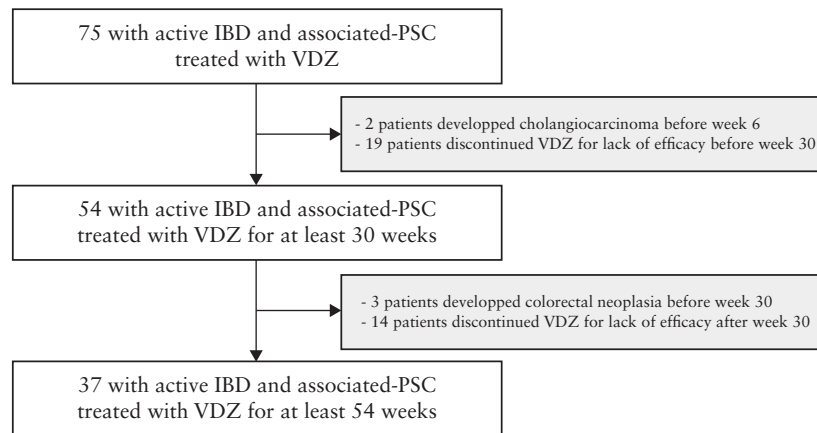 75 with active IBD and associated-PSC
treated with VDZ
- 2 patients developped cholangiocarcinoma before week 6
- 19 patients discontinued VDZ for lack of efficacy before week 30
54 with active IBD and associated-PSC
treated with VDZ for at least 30 weeks
- 3 patients developped colorectal neoplasia before week 30
- 14 patients discontinued VDZ for lack of efficacy after week 30
37 with active IBD and associated-PSC
treated with VDZ for at least 54 weeks